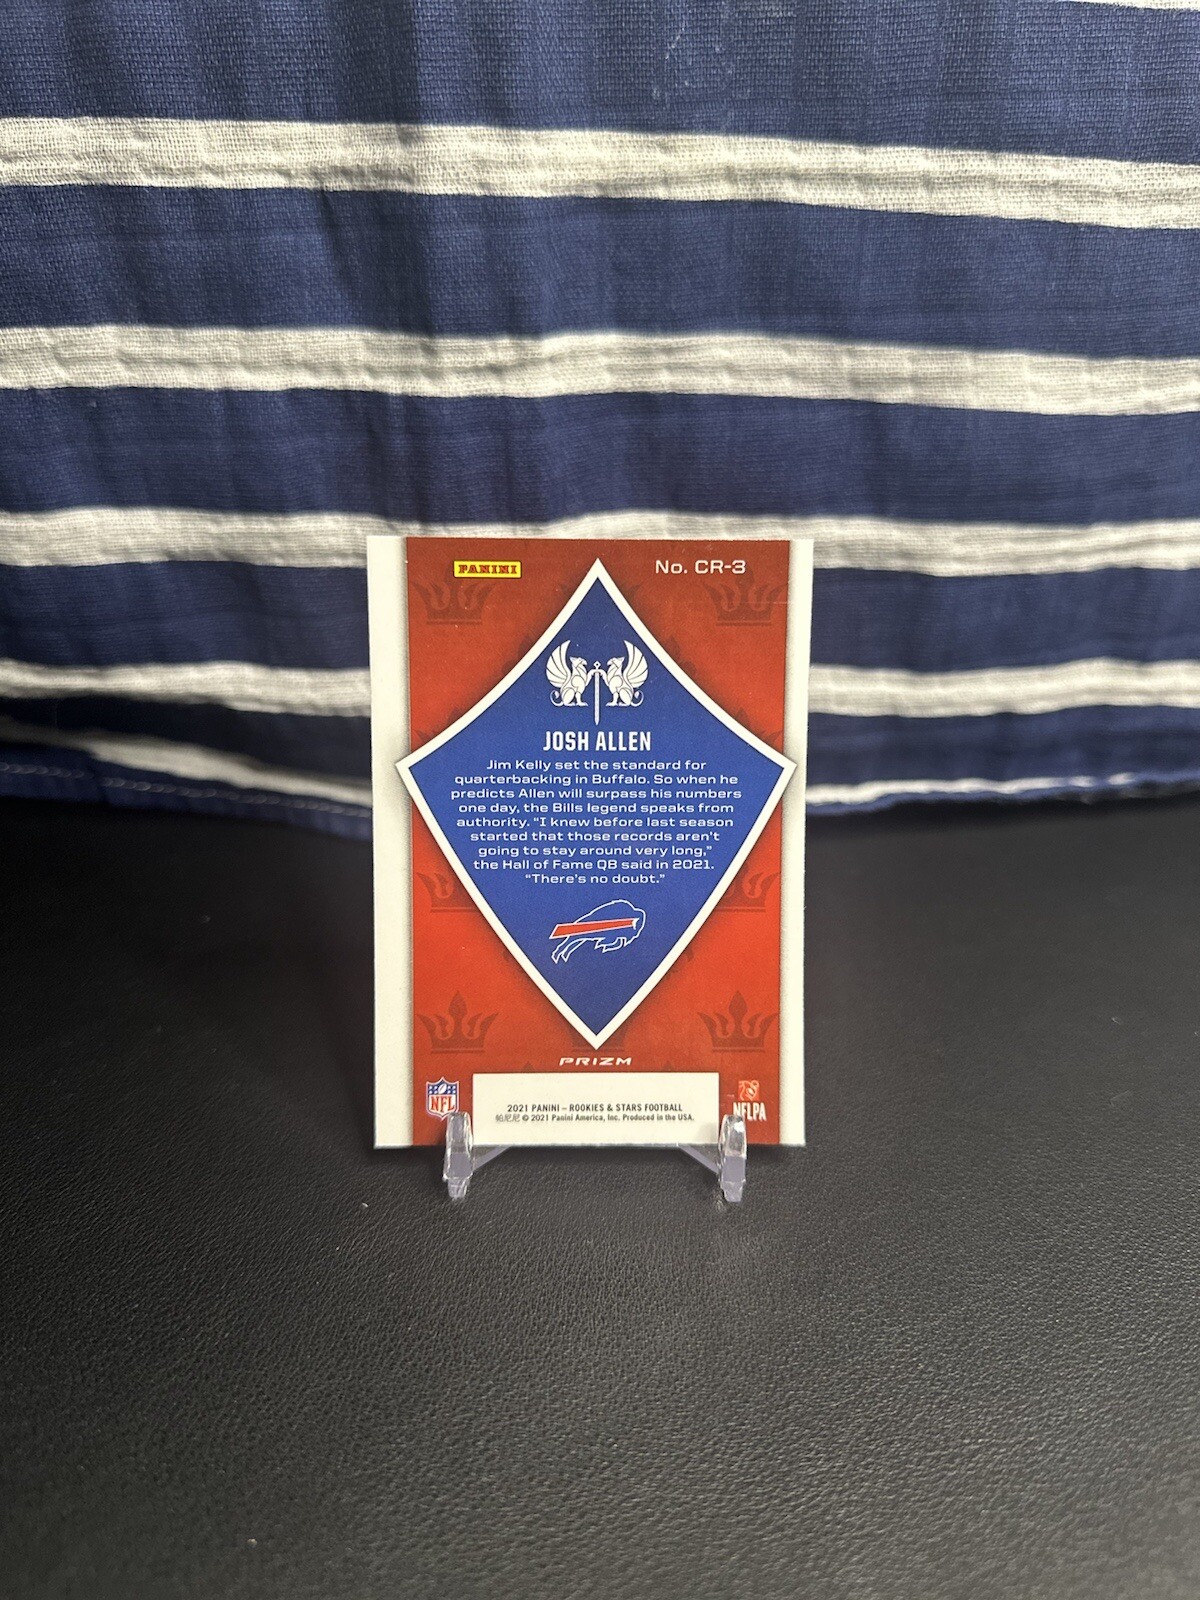 PANINI
No. CR-3
JOSH ALLEN
Jim Kelly set the standard for
quarterbacking in Buffalo. So when he
predicts Allen will surpass his numbers
one day, the Bills legend speaks from
authority. "I knew before last season
started that those records aren't
going to stay around very long,"
the Hall of Fame QB said in 2021.
"There's no doubt."
PRIZM
NFL
NFLPA
2021 PANINI – ROOKIES & STARS FOOTBALL
帕尼尼 © 2021 Panini America, Inc. Produced in the USA.